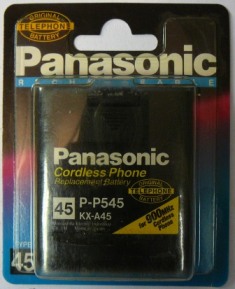 ORIGINAL
TELEPHONE
BATTERY
Panasonic
Panasonic
Cordless Phone
Replacement Battery
ORIGINAL
TELEPHONE
BATTERY
45 P-P545
KX-A45
for 900MHz
Cordless
Phone
TYPE
45